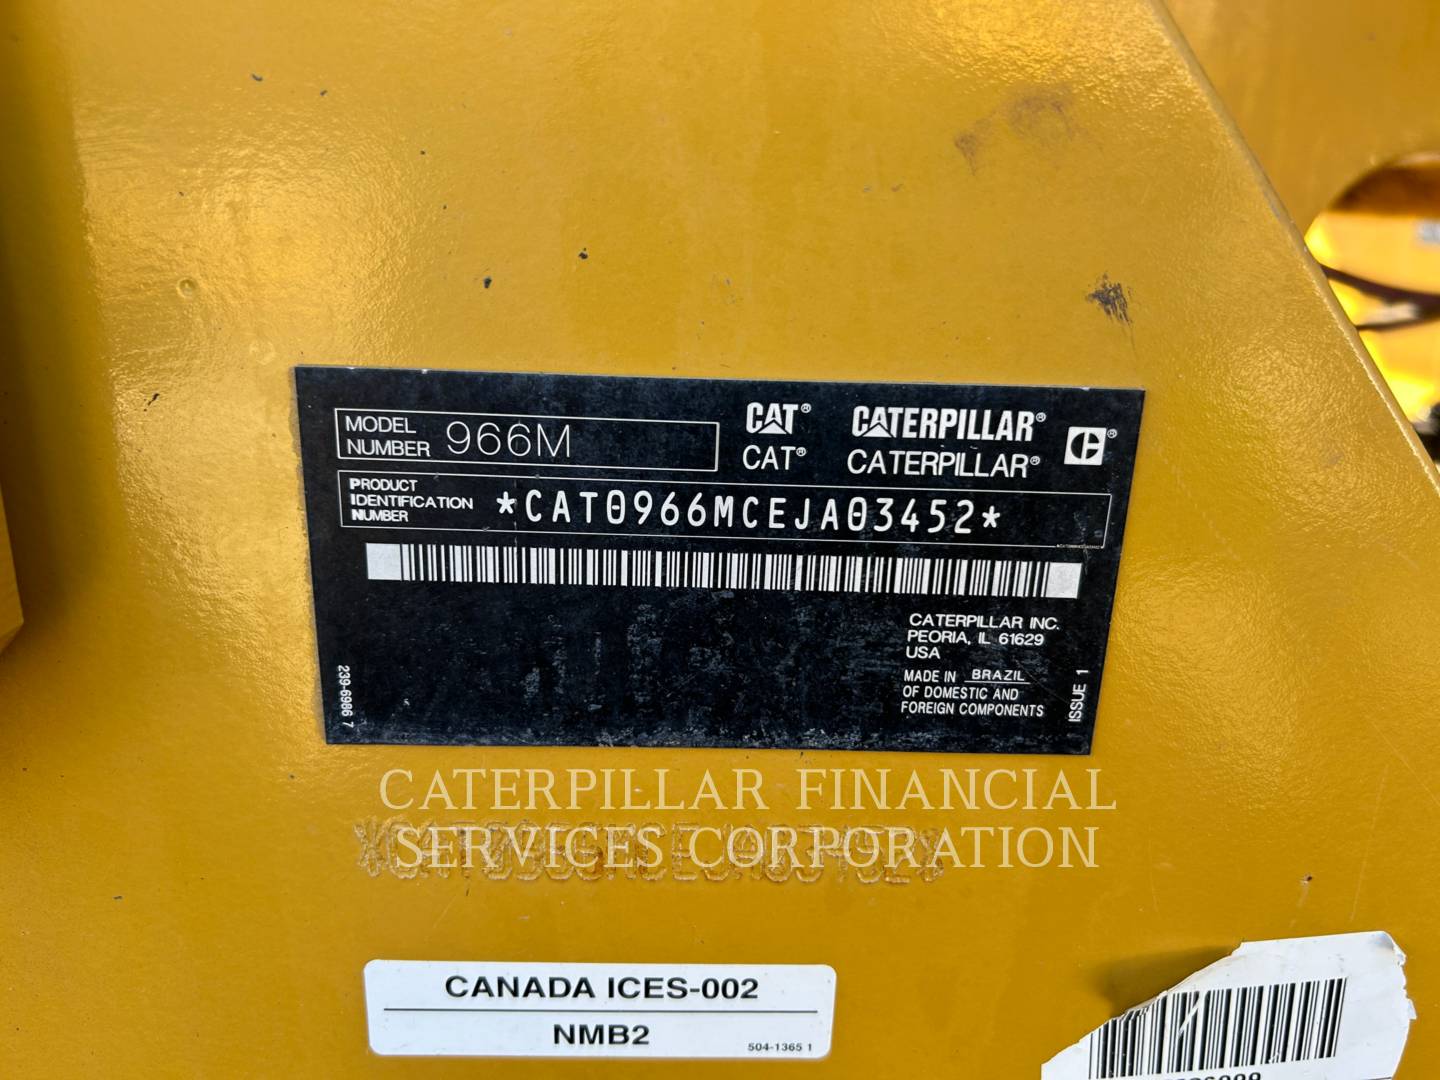 MODEL NUMBER 966M
CAT® CATERPILLAR®
CAT® CATERPILLAR®
PRODUCT IDENTIFICATION NUMBER *CAT0966MCEJA03452*
CATERPILLAR INC.
PEORIA, IL 61629
USA
MADE IN BRAZIL
OF DOMESTIC AND
FOREIGN COMPONENTS
239-6986 7
ISSUE 1
CATERPILLAR FINANCIAL
SERVICES CORPORATION
*CAT0966MCEJA03452*
CANADA ICES-002
NMB2
504-1365 1